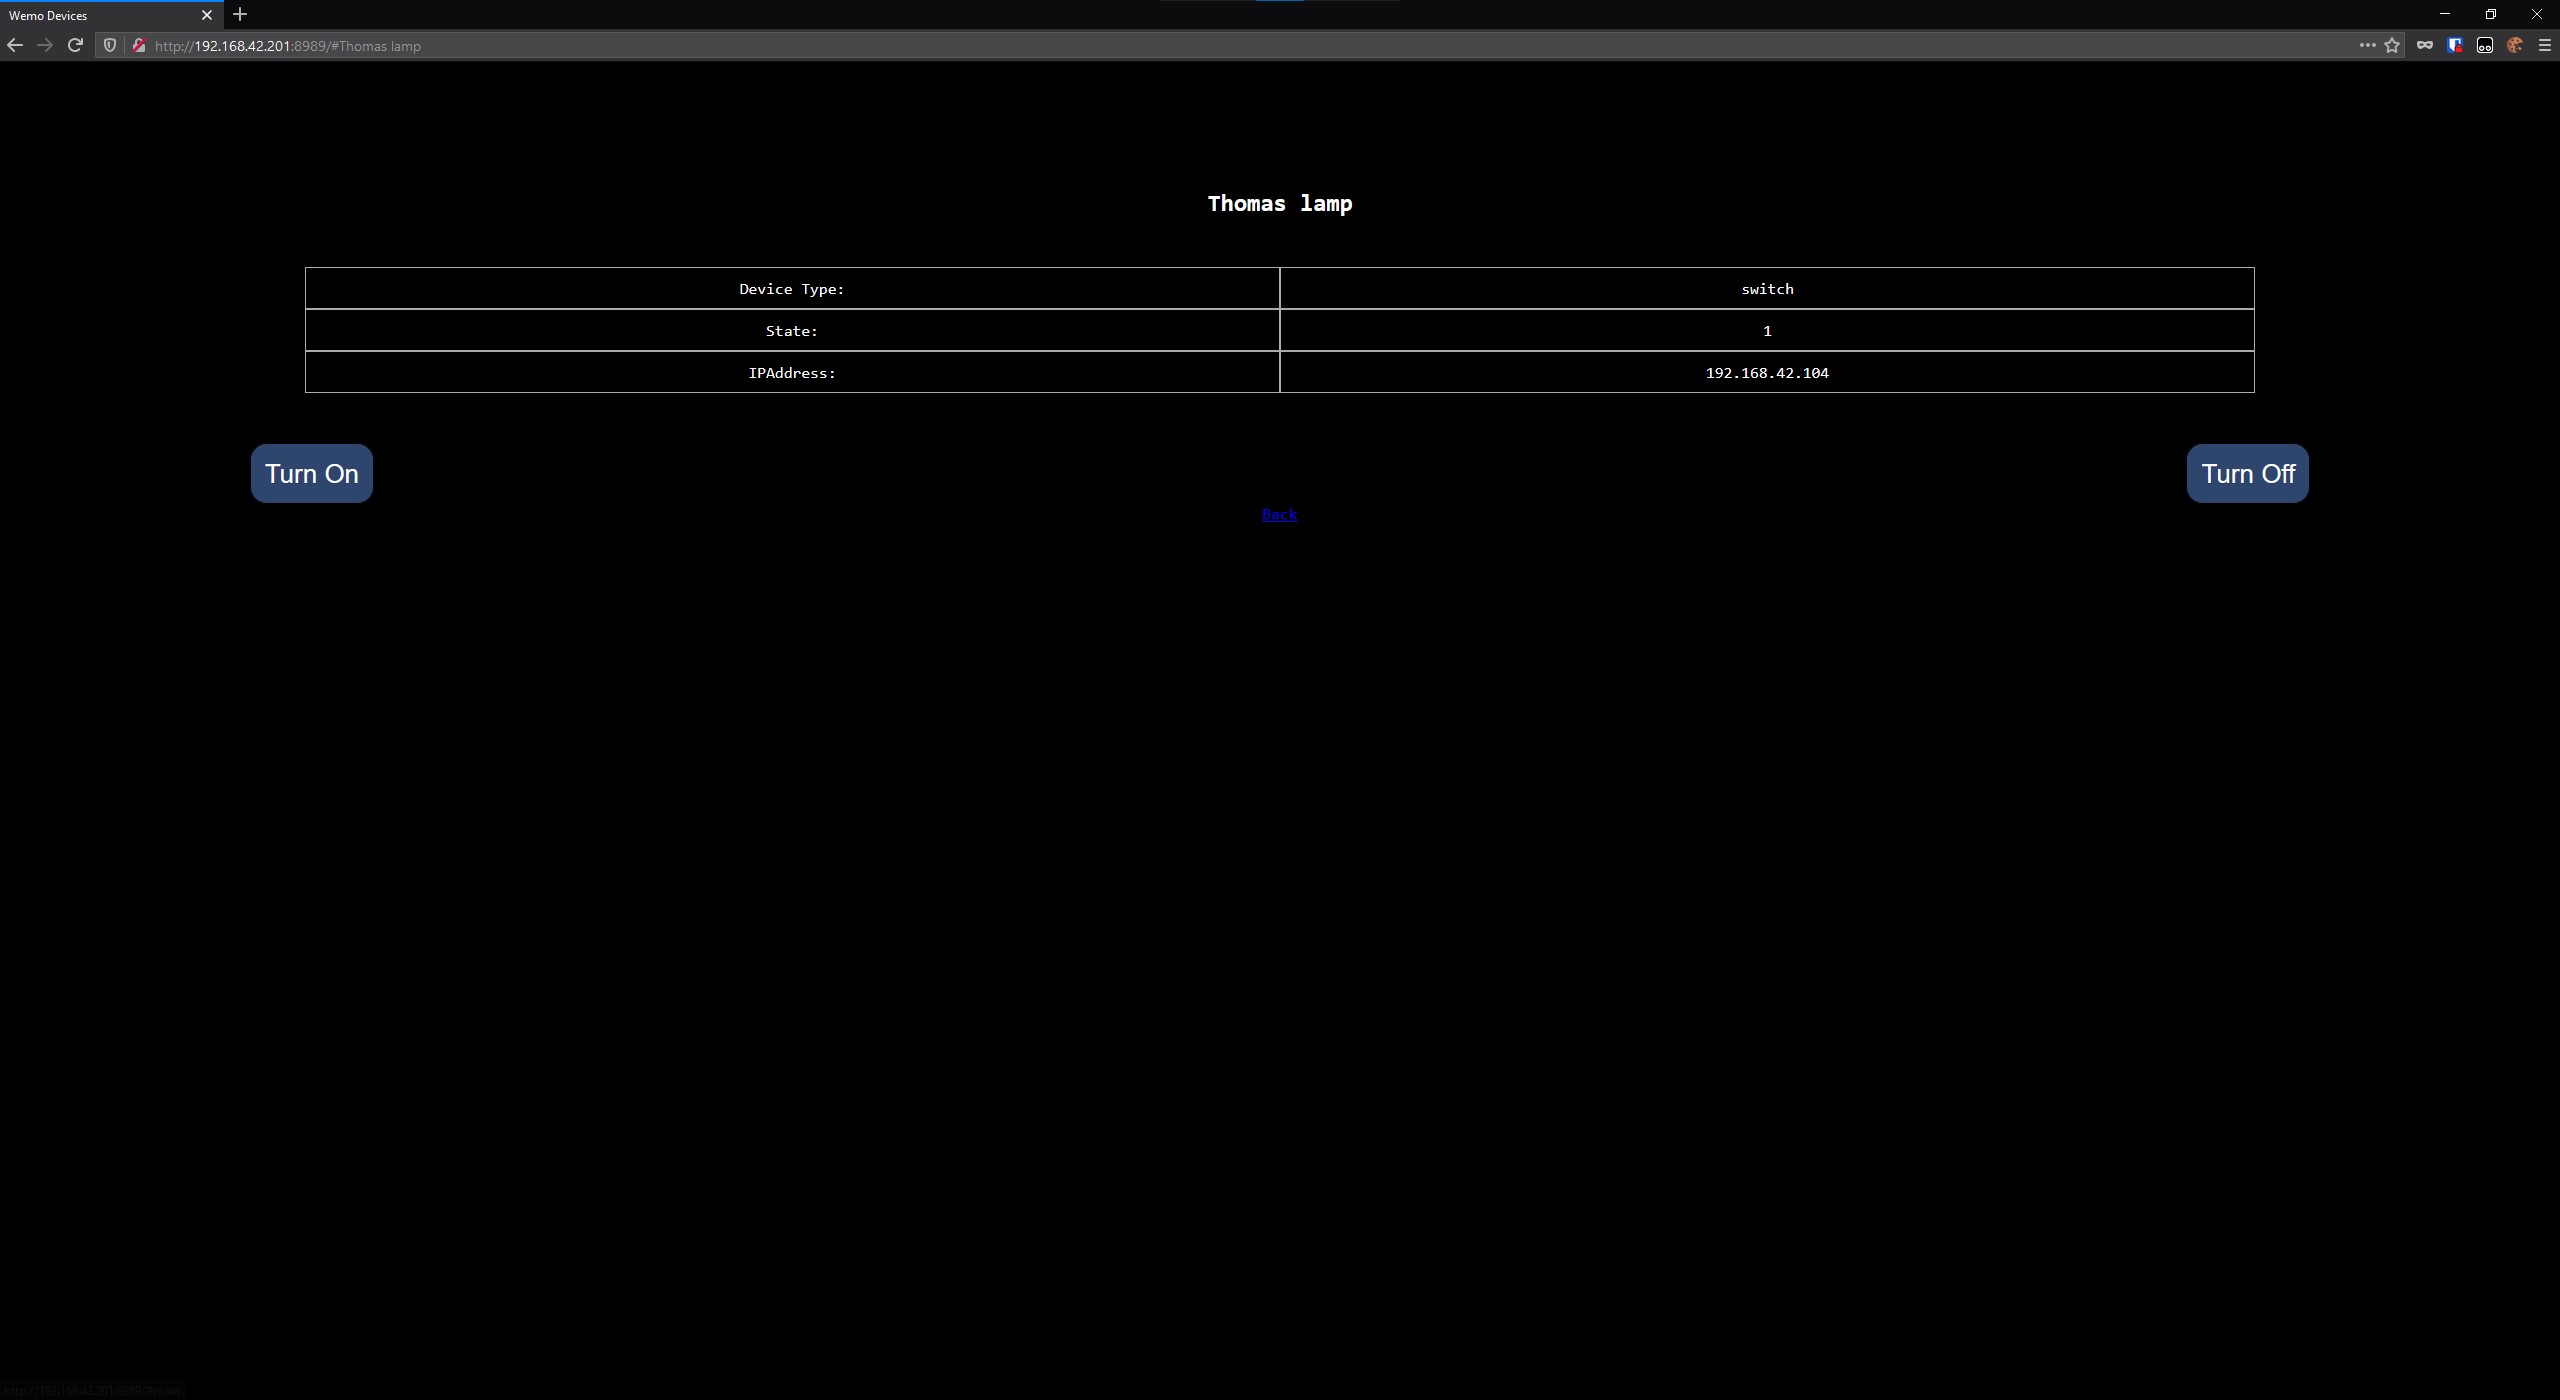 Wemo Devices
http://192.168.42.201:8989/#Thomas lamp
Thomas lamp
Device Type: switch
State: 1
IPAddress: 192.168.42.104
Turn On Turn Off
Back
http://192.168.42.201:8989/#main